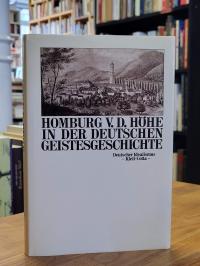 HOMBURG V. D. HÖHE
IN DER DEUTSCHEN
GEISTESGESCHICHTE
Deutscher Idealismus
– Klett-Cotta –